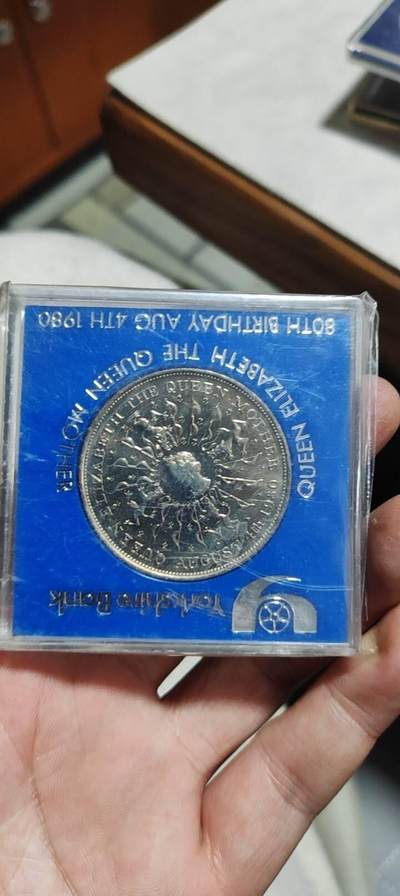 Yorkshire Bank
QUEEN ELIZABETH THE QUEEN MOTHER
80TH BIRTHDAY AUG 4TH 1980
QUEEN ELIZABETH THE QUEEN MOTHER AUGUST 4TH 1980